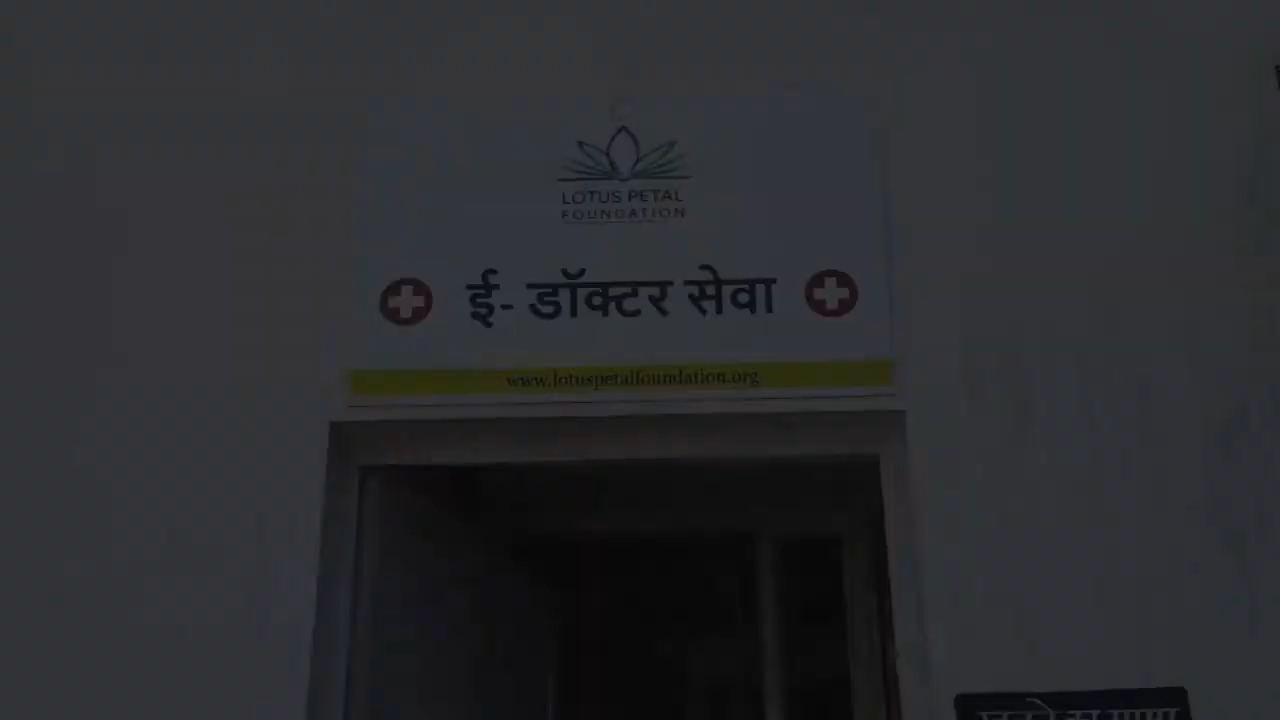 LOTUS PETAL
FOUNDATION
ई- डॉक्टर सेवा
www.lotuspetalfoundation.org